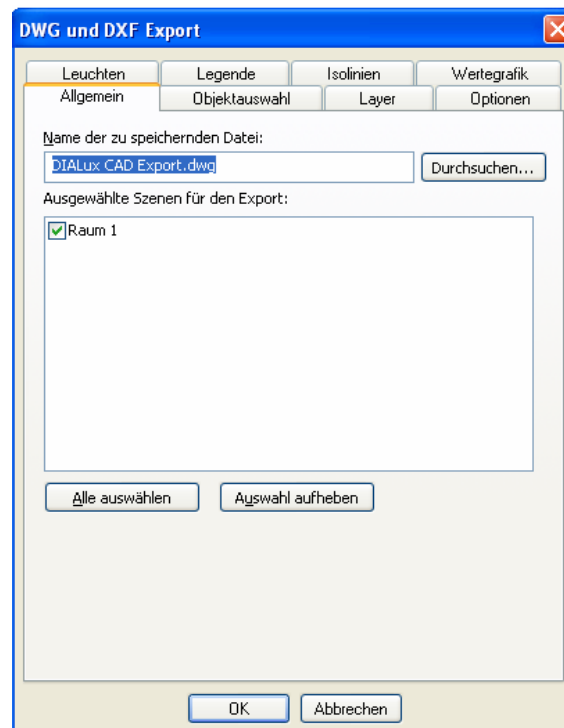 DWG und DXF Export
Leuchten Legende Isolinien Wertegrafik
Allgemein Objektauswahl Layer Optionen
Name der zu speichernden Datei:
DIALux CAD Export.dwg Durchsuchen...
Ausgewählte Szenen für den Export:
Raum 1
Alle auswählen Auswahl aufheben
OK Abbrechen